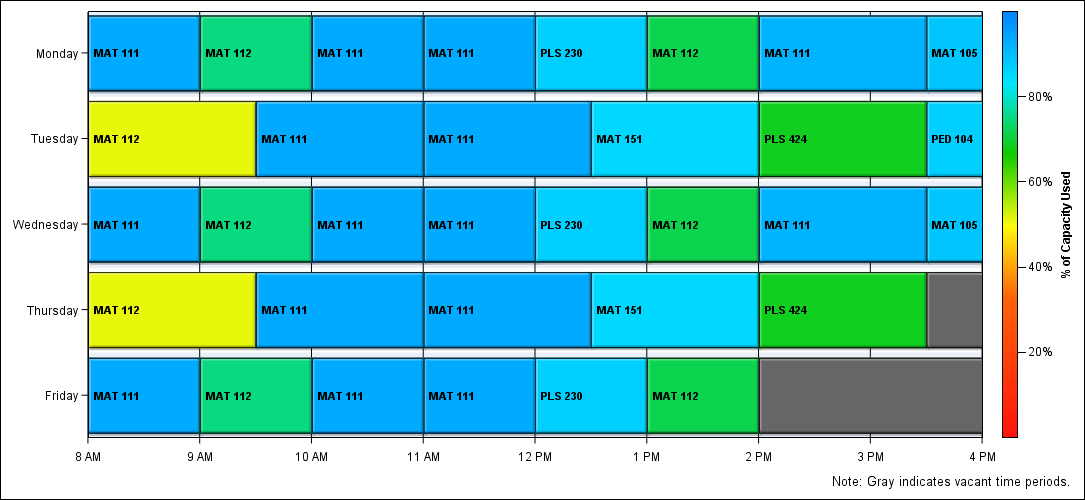 Monday MAT 111 MAT 112 MAT 111 MAT 111 PLS 230 MAT 112 MAT 111 MAT 105
80%
Tuesday MAT 112 MAT 111 MAT 111 MAT 151 PLS 424 PED 104
60%
Wednesday MAT 111 MAT 112 MAT 111 MAT 111 PLS 230 MAT 112 MAT 111 MAT 105
% of Capacity Used
40%
Thursday MAT 112 MAT 111 MAT 111 MAT 151 PLS 424
20%
Friday MAT 111 MAT 112 MAT 111 MAT 111 PLS 230 MAT 112
8 AM 9 AM 10 AM 11 AM 12 PM 1 PM 2 PM 3 PM 4 PM
Note: Gray indicates vacant time periods.